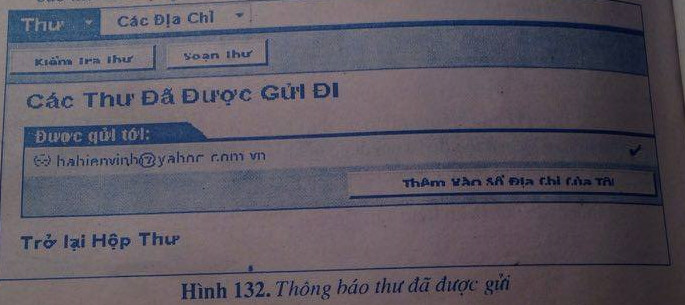 Thư Các Địa Chỉ
Kiểm tra thư Soạn thư
Các Thư Đã Được Gửi Đi
Được gửi tới:
hahienvinh@yahoo.com.vn
Thêm Vào Sổ Địa Chỉ Của Tôi
Trở lại Hộp Thư
Hình 132. Thông báo thư đã được gửi